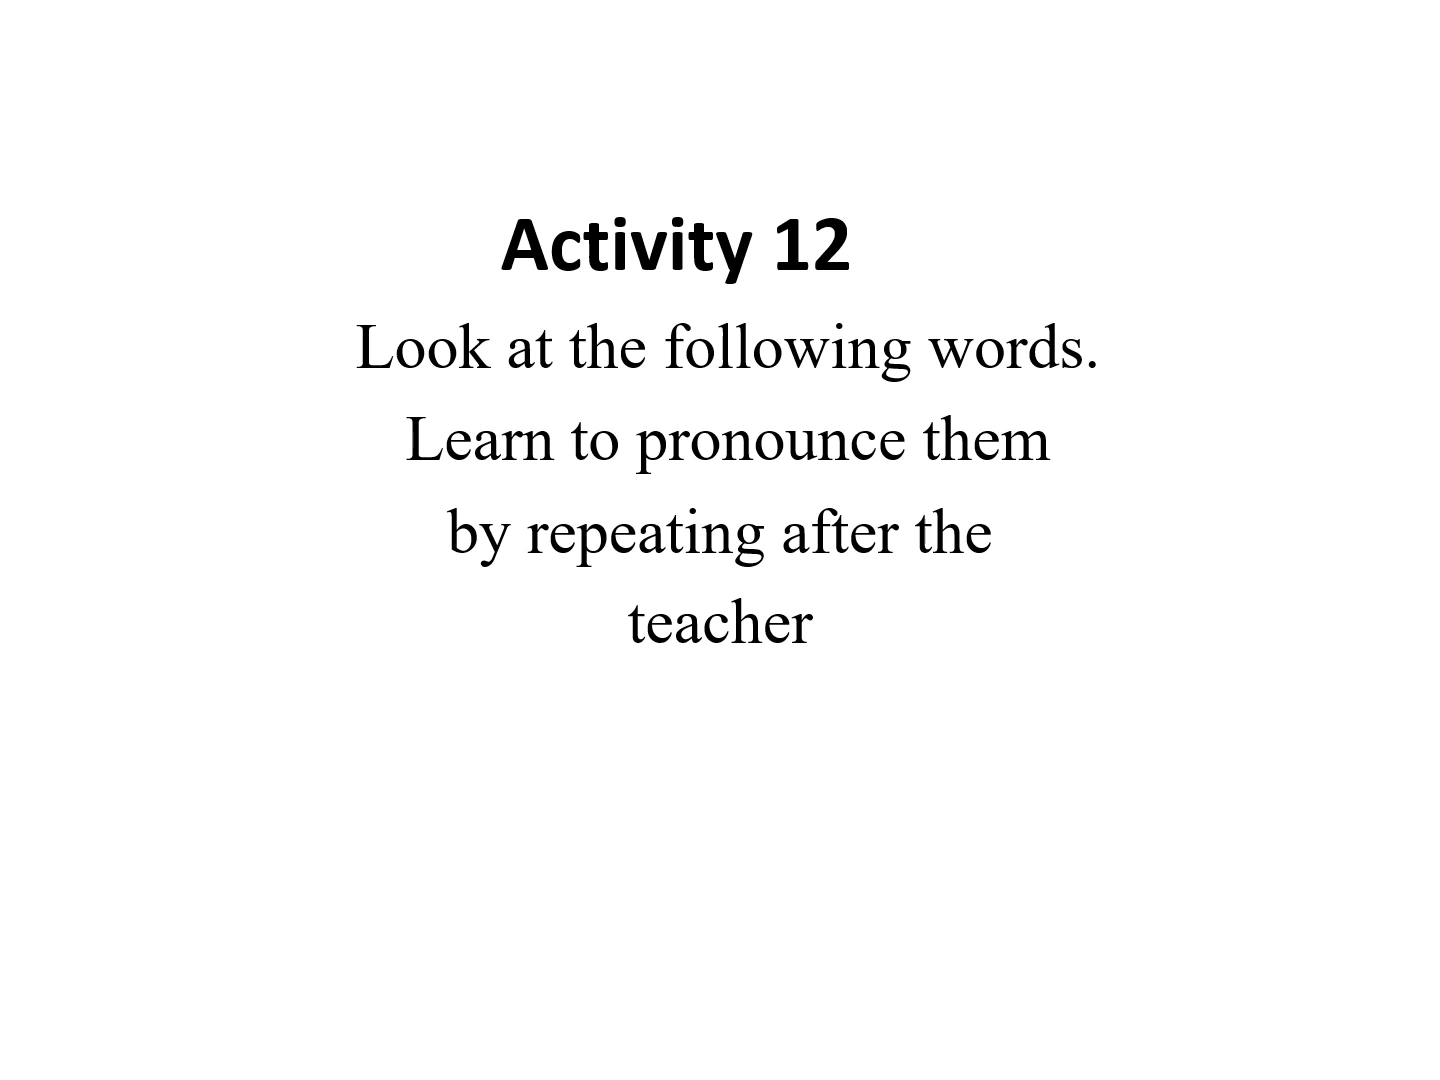 Activity 12
Look at the following words.
Learn to pronounce them
by repeating after the
teacher